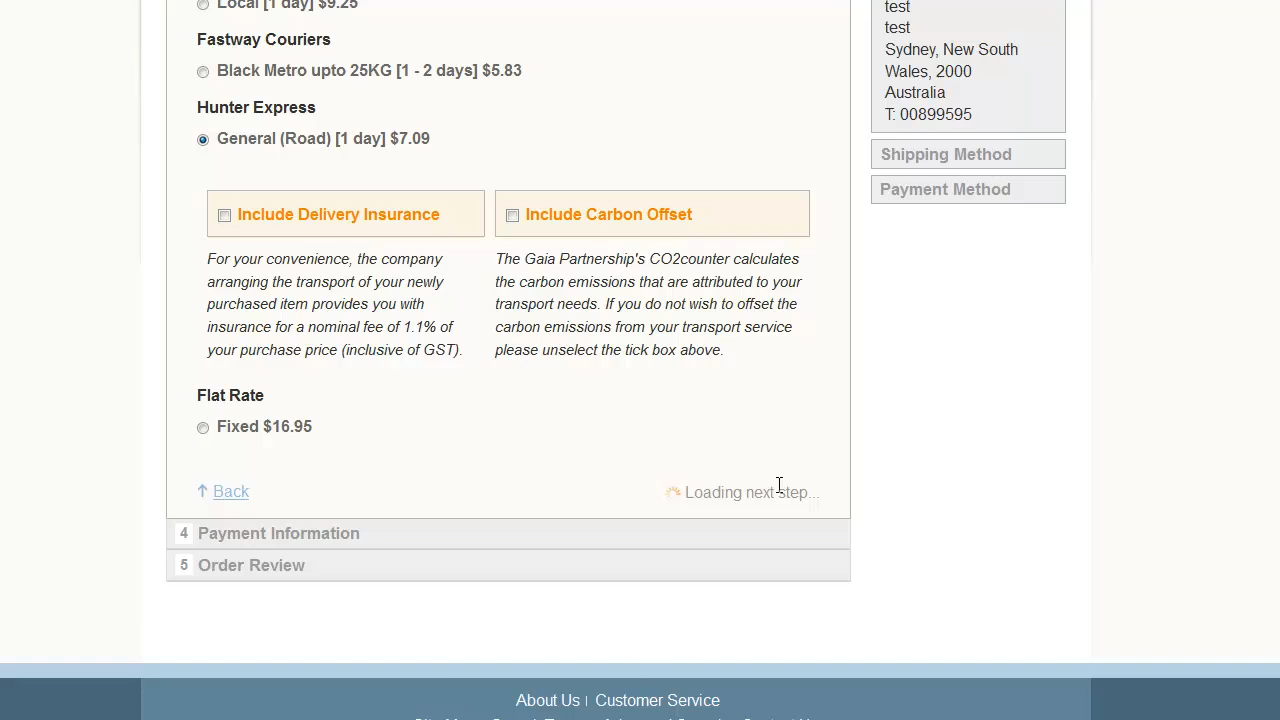 Local [1 day] $9.25
Fastway Couriers
Black Metro upto 25KG [1 - 2 days] $5.83
Hunter Express
General (Road) [1 day] $7.09
Include Delivery Insurance
For your convenience, the company
arranging the transport of your newly
purchased item provides you with
insurance for a nominal fee of 1.1% of
your purchase price (inclusive of GST).
Include Carbon Offset
The Gaia Partnership's CO2counter calculates
the carbon emissions that are attributed to your
transport needs. If you do not wish to offset the
carbon emissions from your transport service
please unselect the tick box above.
Flat Rate
Fixed $16.95
Back
Loading next step...
4 Payment Information
5 Order Review
test
test
Sydney, New South
Wales, 2000
Australia
T: 00899595
Shipping Method
Payment Method
About Us | Customer Service